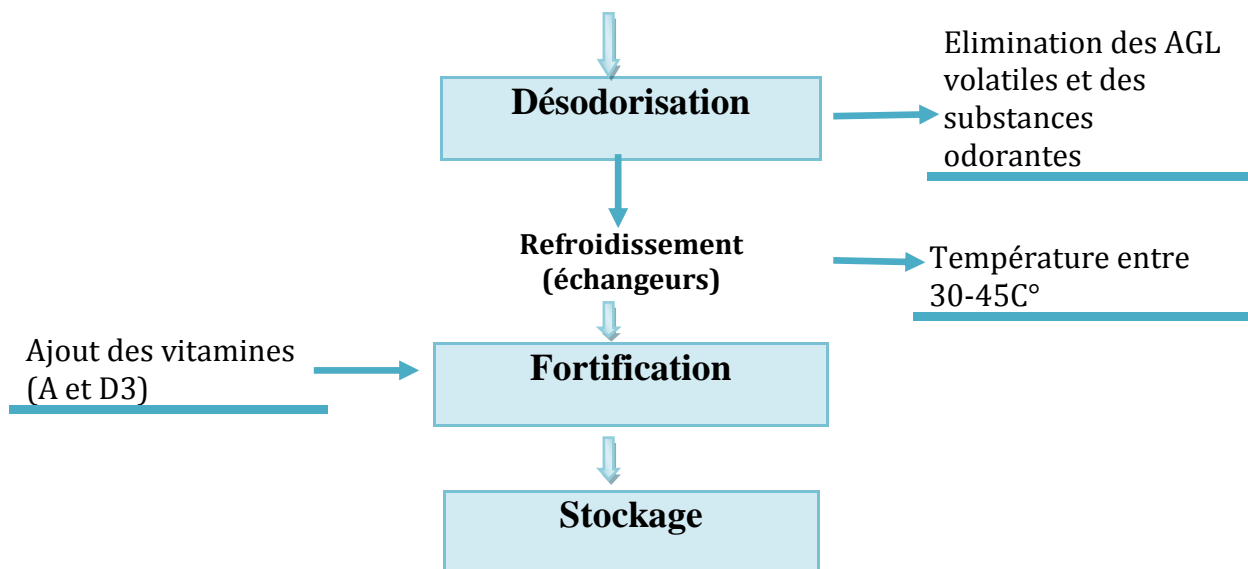 Elimination des AGL
volatiles et des
substances
odorantes
Désodorisation
Refroidissement
(échangeurs)
Température entre
30-45C°
Ajout des vitamines
(A et D3)
Fortification
Stockage